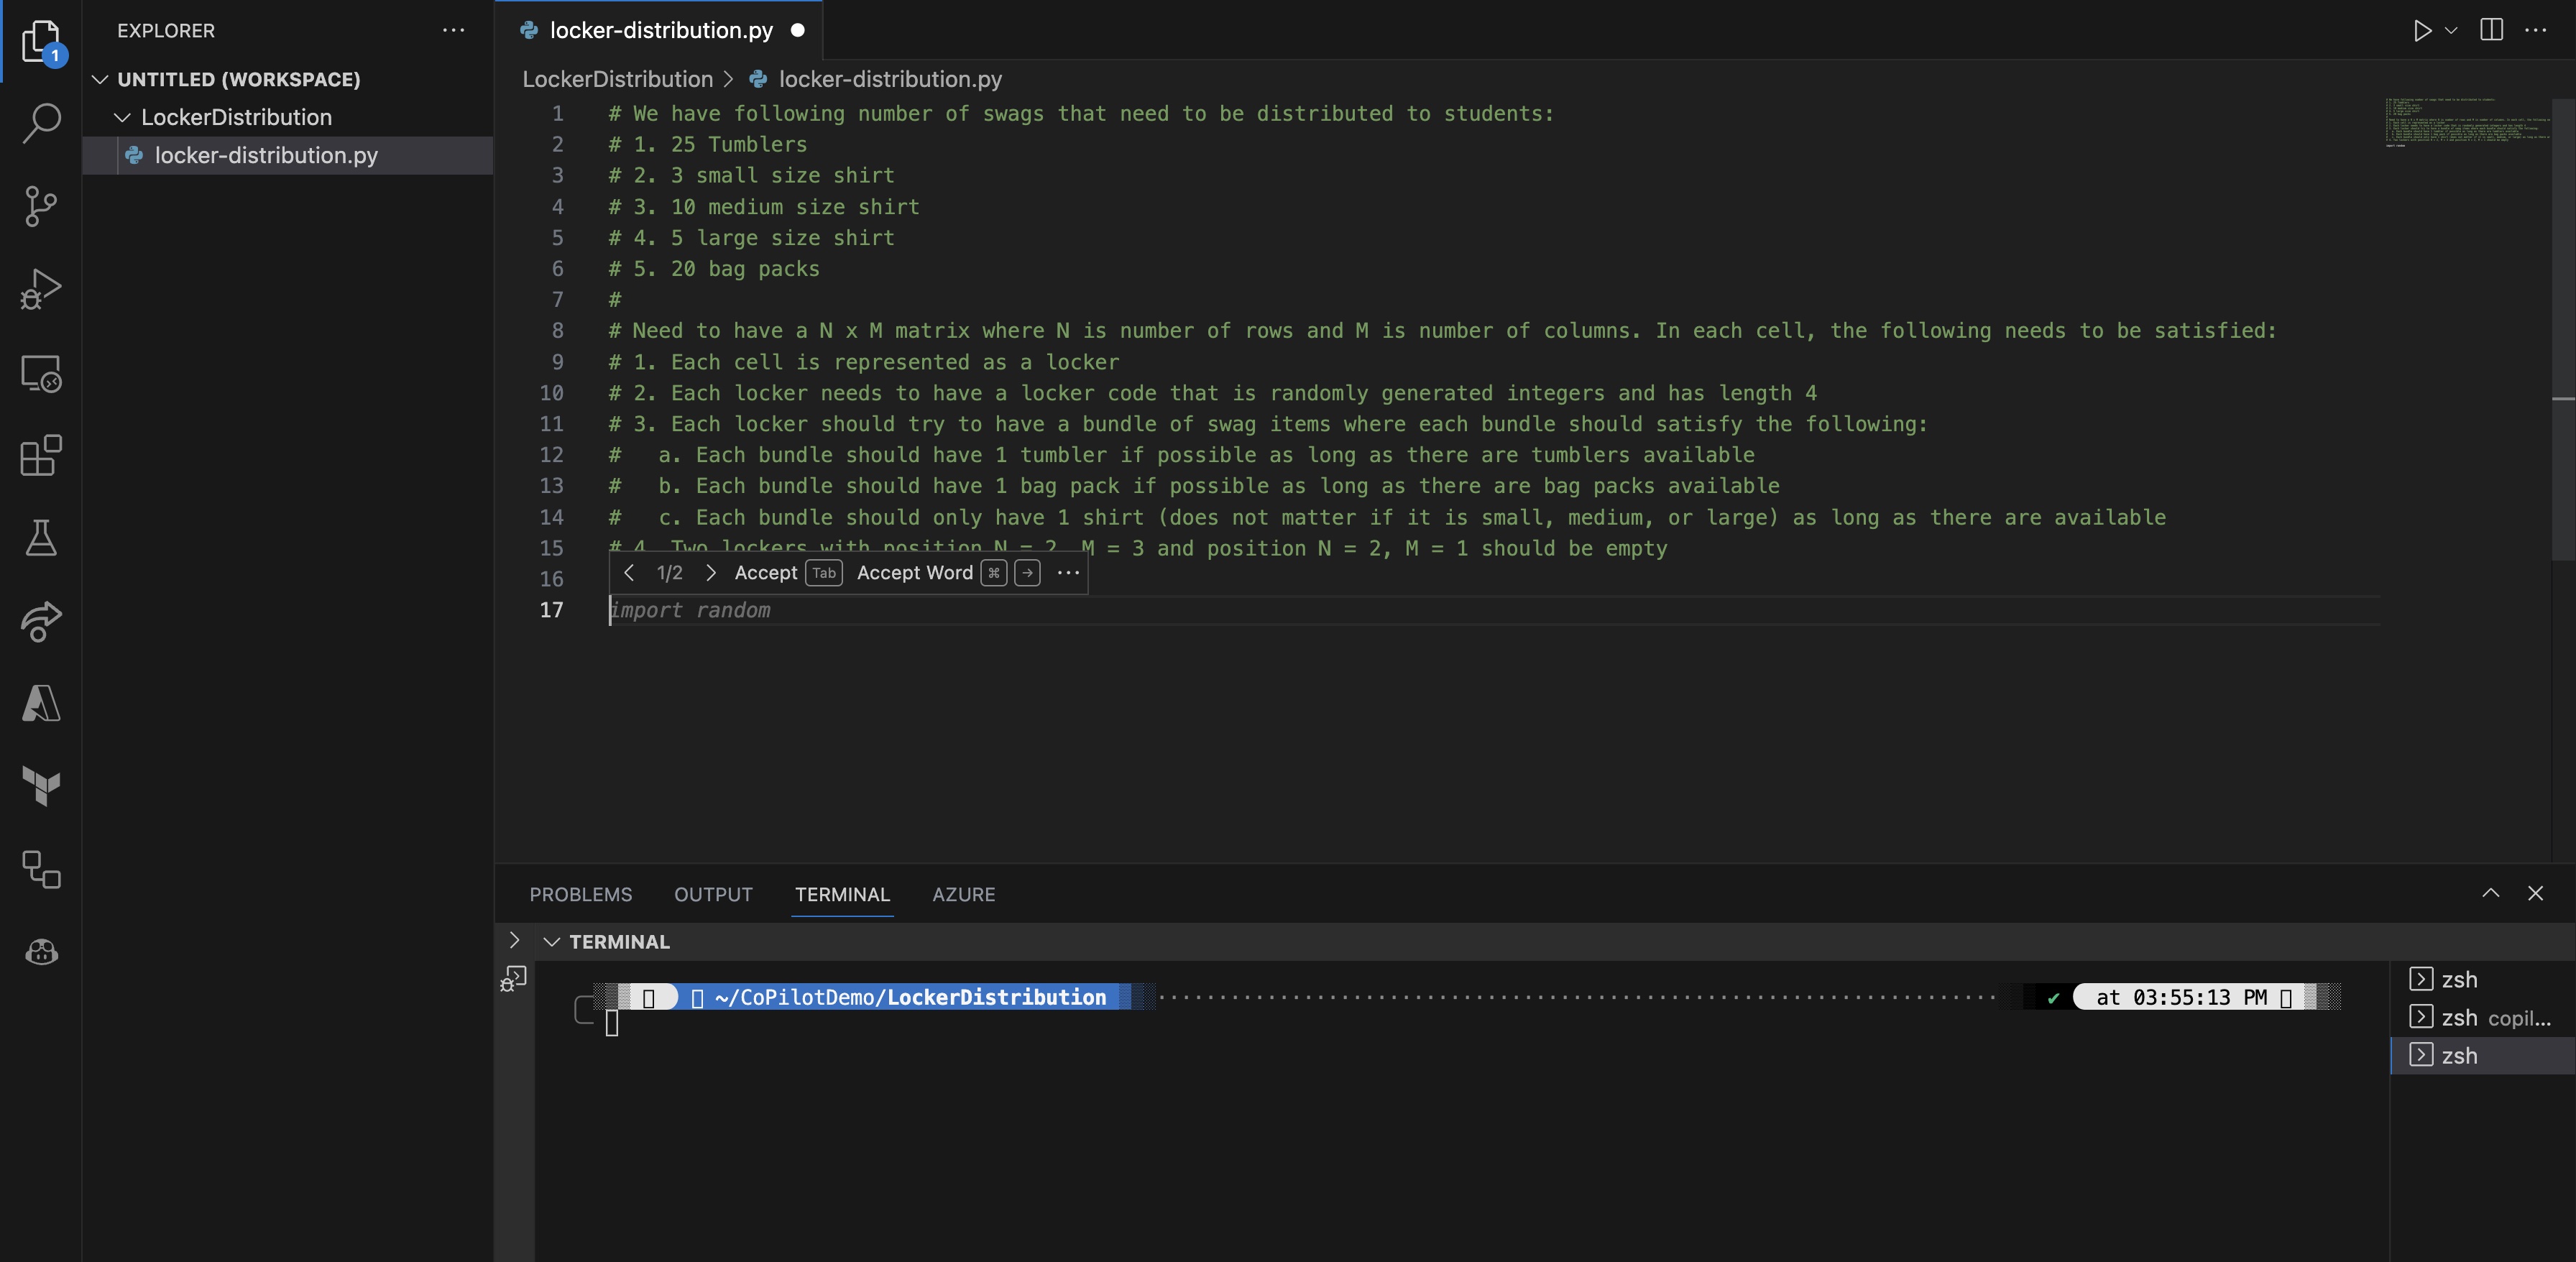 EXPLORER
UNTITLED (WORKSPACE)
LockerDistribution
locker-distribution.py
1
locker-distribution.py
LockerDistribution > locker-distribution.py
1 # We have following number of swags that need to be distributed to students:
2 # 1. 25 Tumblers
3 # 2. 3 small size shirt
4 # 3. 10 medium size shirt
5 # 4. 5 large size shirt
6 # 5. 20 bag packs
7 #
8 # Need to have a N x M matrix where N is number of rows and M is number of columns. In each cell, the following needs to be satisfied:
9 # 1. Each cell is represented as a locker
10 # 2. Each locker needs to have a locker code that is randomly generated integers and has length 4
11 # 3. Each locker should try to have a bundle of swag items where each bundle should satisfy the following:
12 #   a. Each bundle should have 1 tumbler if possible as long as there are tumblers available
13 #   b. Each bundle should have 1 bag pack if possible as long as there are bag packs available
14 #   c. Each bundle should only have 1 shirt (does not matter if it is small, medium, or large) as long as there are available
15 # 4. Two lockers with position N = 2, M = 3 and position N = 2, M = 1 should be empty
16
1/2 Accept Tab Accept Word ⌘ → ···
17 import random
PROBLEMS OUTPUT TERMINAL AZURE
TERMINAL
~/CoPilotDemo/LockerDistribution ✔ at 03:55:13 PM
zsh
zsh copil...
zsh